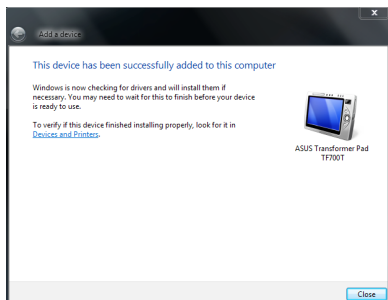 Add a device
This device has been successfully added to this computer
Windows is now checking for drivers and will install them if
necessary. You may need to wait for this to finish before your device
is ready to use.
To verify if this device finished installing properly, look for it in
Devices and Printers.
ASUS Transformer Pad
TF700T
Close